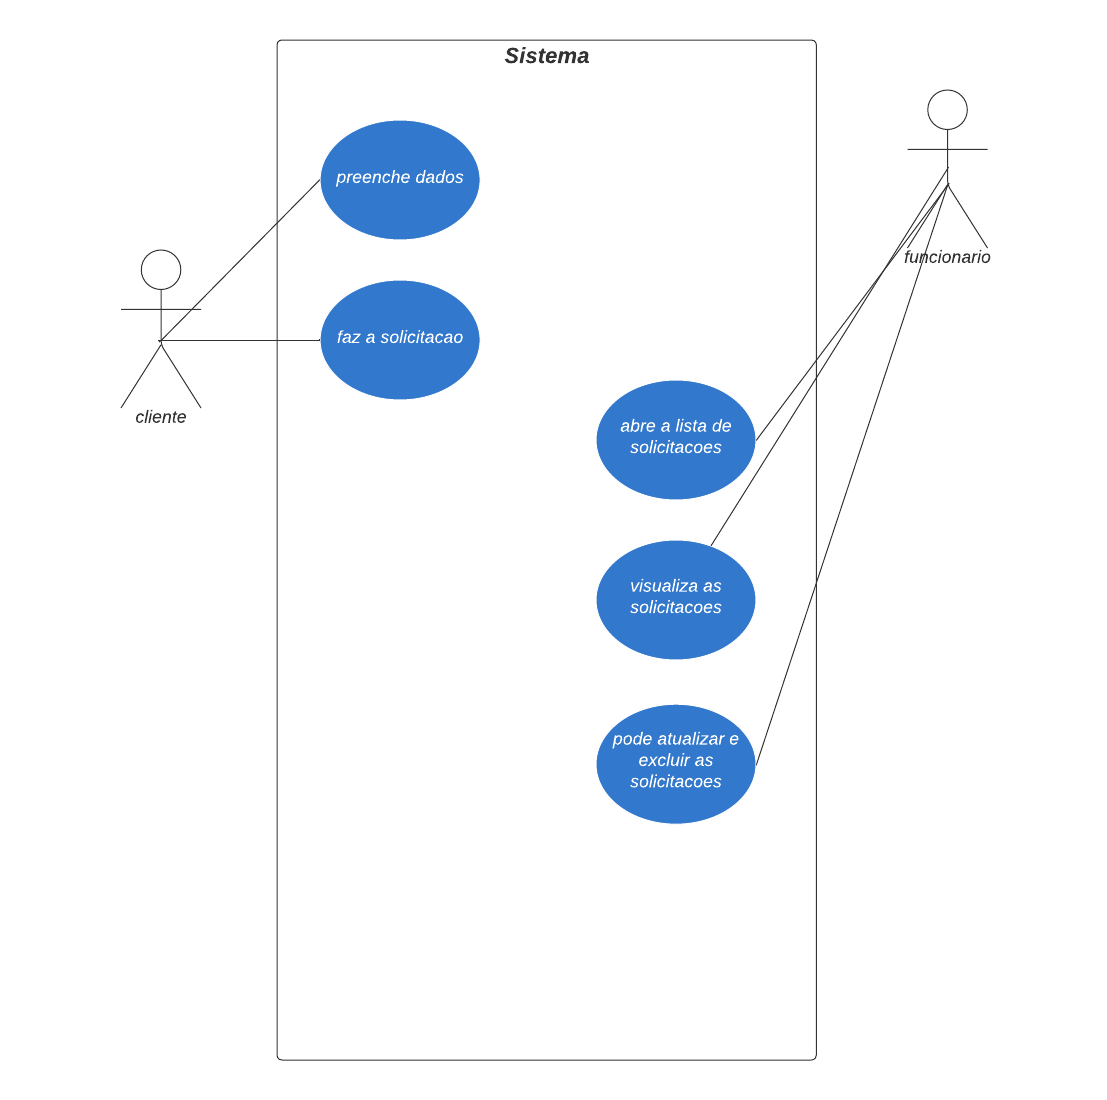 Sistema
preenche dados
faz a solicitacao
cliente
funcionario
abre a lista de
solicitacoes
visualiza as
solicitacoes
pode atualizar e
excluir as
solicitacoes